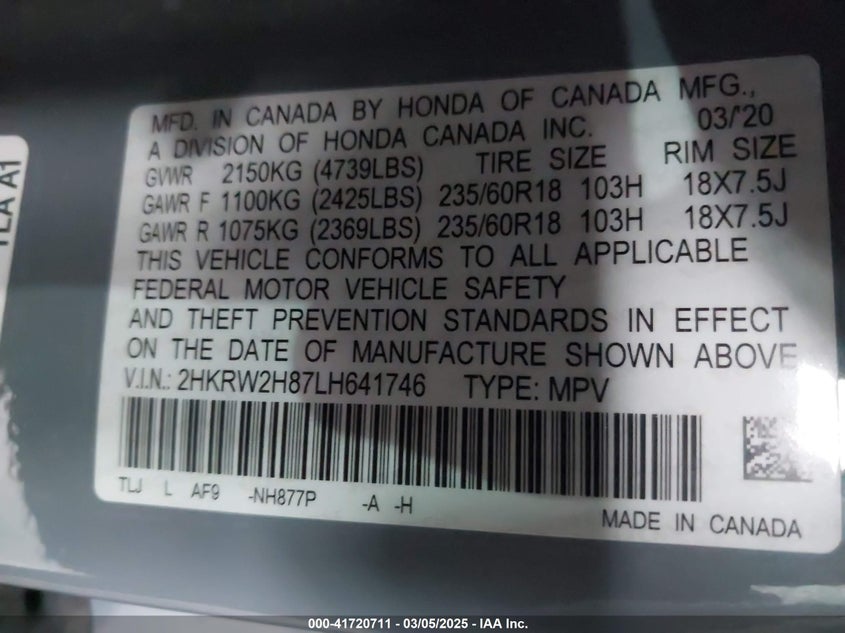 MFD. IN CANADA BY HONDA OF CANADA MFG.,
A DIVISION OF HONDA CANADA INC. 03/'20
GVWR 2150KG (4739LBS) TIRE SIZE RIM SIZE
GAWR F 1100KG (2425LBS) 235/60R18 103H 18X7.5J
GAWR R 1075KG (2369LBS) 235/60R18 103H 18X7.5J
THIS VEHICLE CONFORMS TO ALL APPLICABLE
FEDERAL MOTOR VEHICLE SAFETY
AND THEFT PREVENTION STANDARDS IN EFFECT
ON THE DATE OF MANUFACTURE SHOWN ABOVE
V.I.N.: 2HKRW2H87LH641746 TYPE: MPV
TLJ L AF9 -NH877P -A -H
MADE IN CANADA
TLA A1
000-41720711 - 03/05/2025 - IAA Inc.